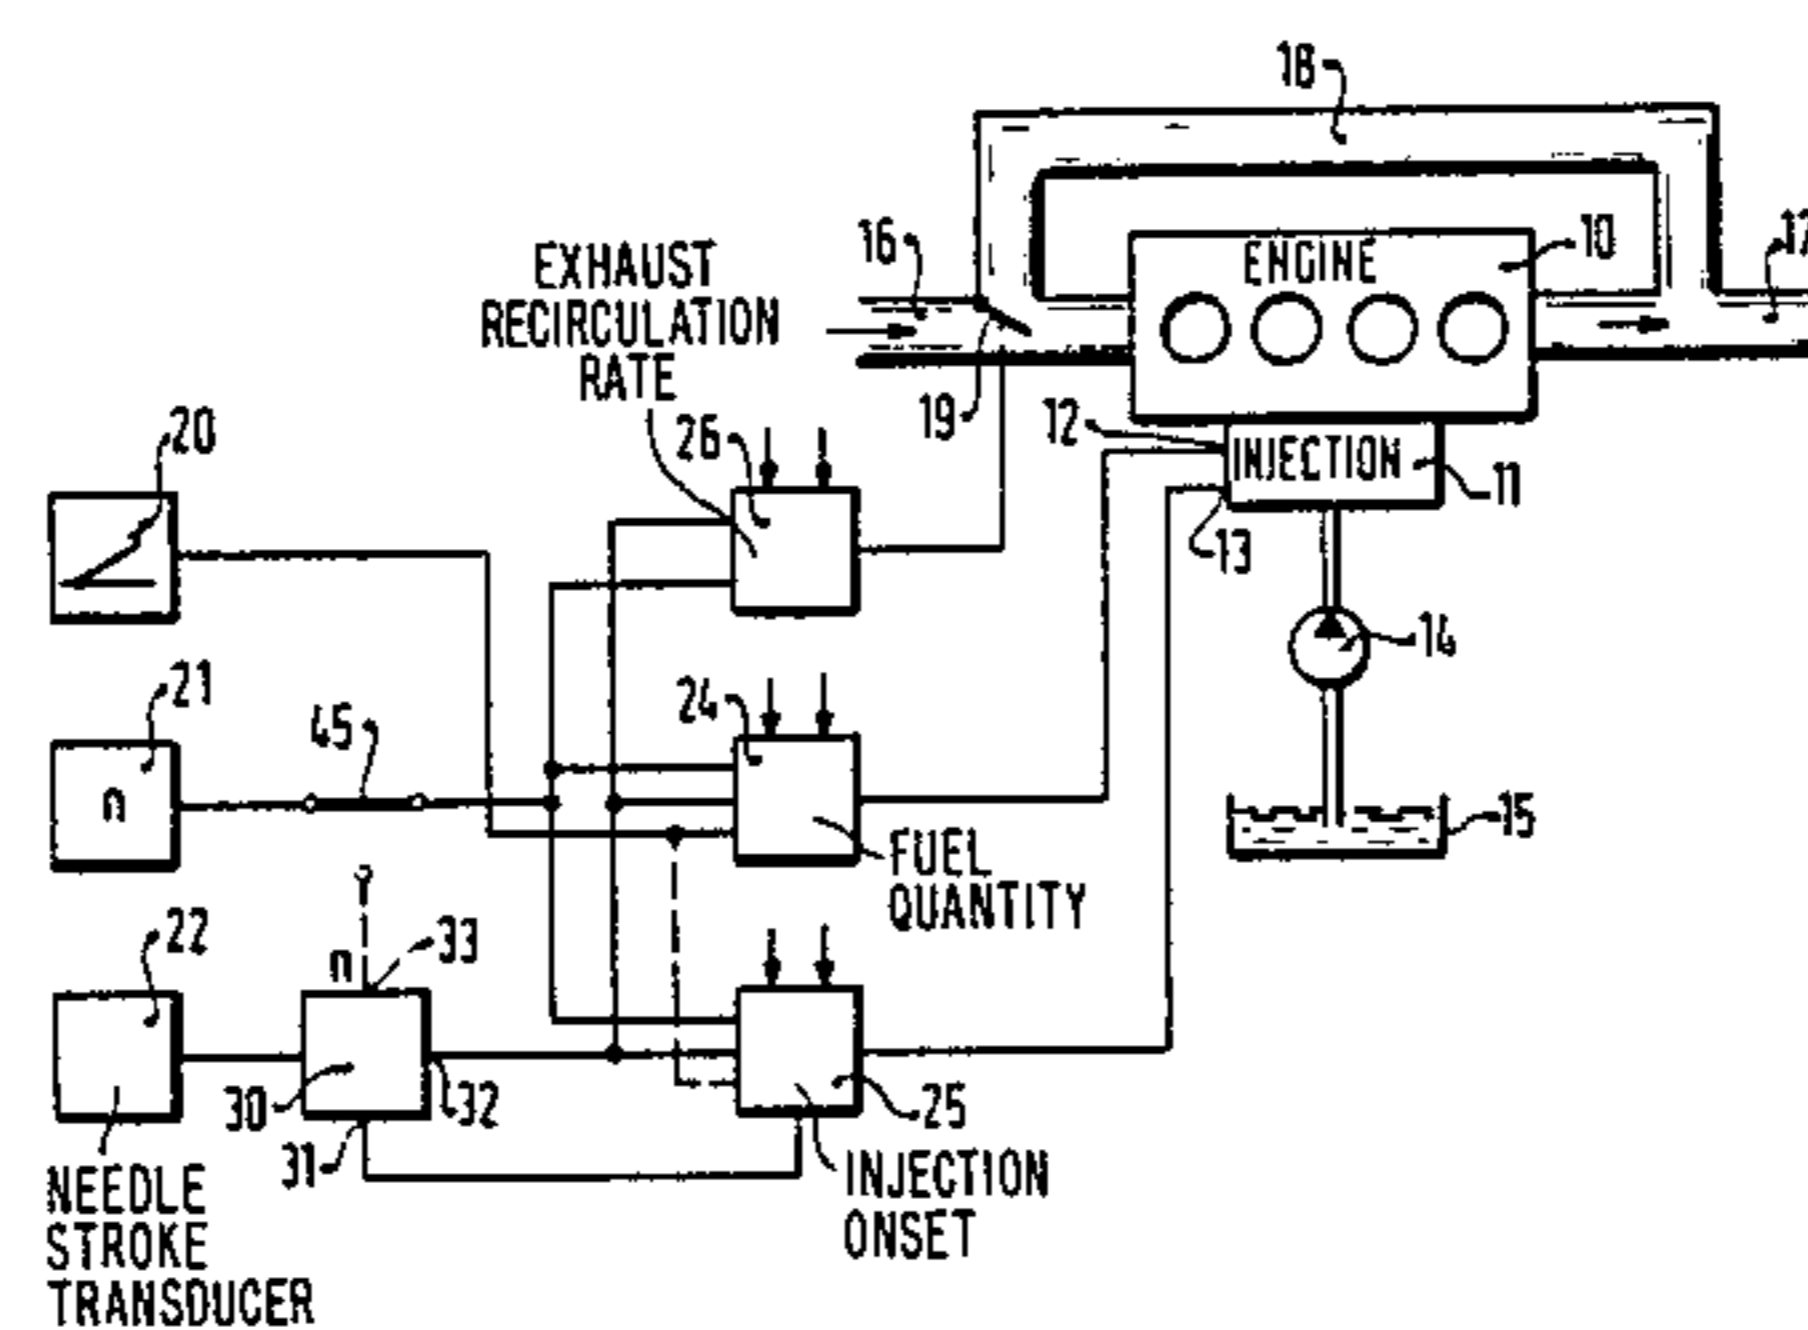 18
16
EXHAUST
RECIRCULATION
RATE
ENGINE
10
17
19
20
26
12
INJECTION
11
13
14
21
24
45
n
15
FUEL
QUANTITY
22
n
33
30
32
31
25
NEEDLE
STROKE
TRANSDUCER
INJECTION
ONSET